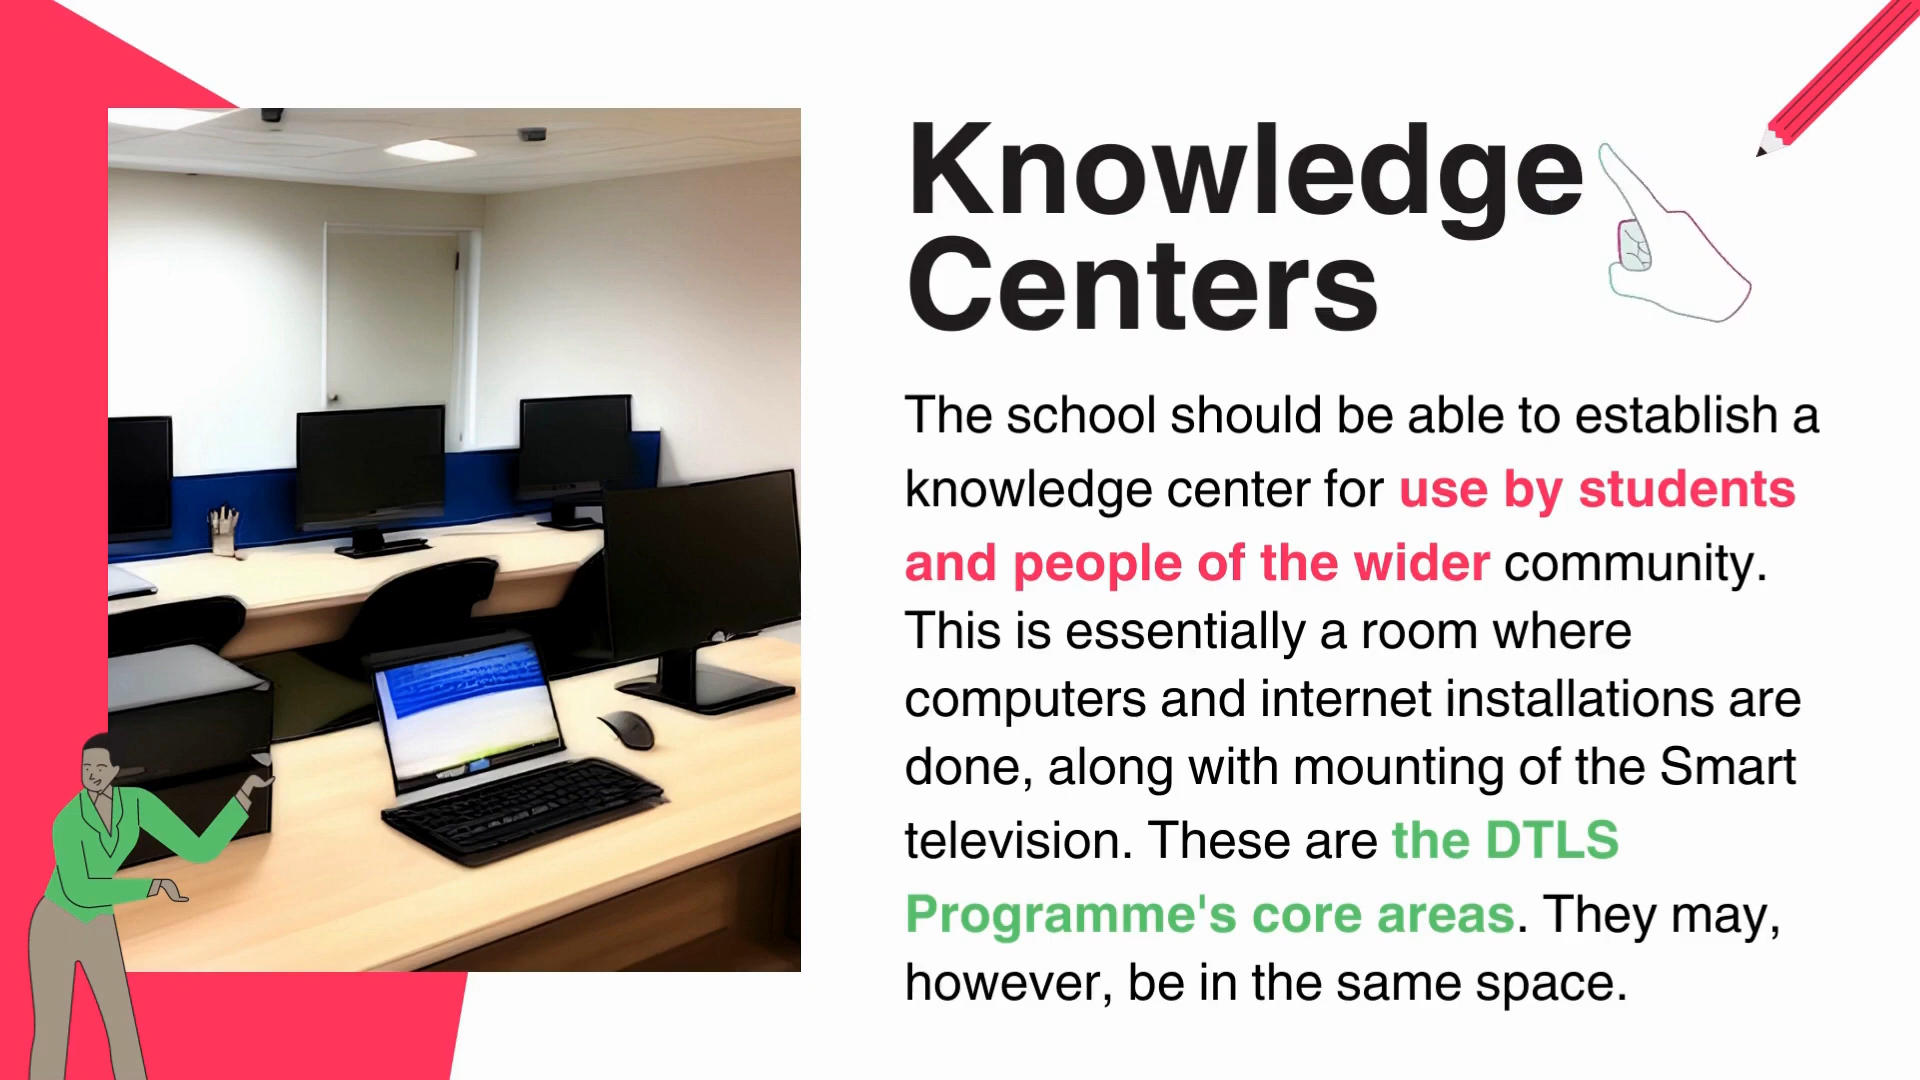 Knowledge
Centers
The school should be able to establish a
knowledge center for use by students
and people of the wider community.
This is essentially a room where
computers and internet installations are
done, along with mounting of the Smart
television. These are the DTLS
Programme's core areas. They may,
however, be in the same space.